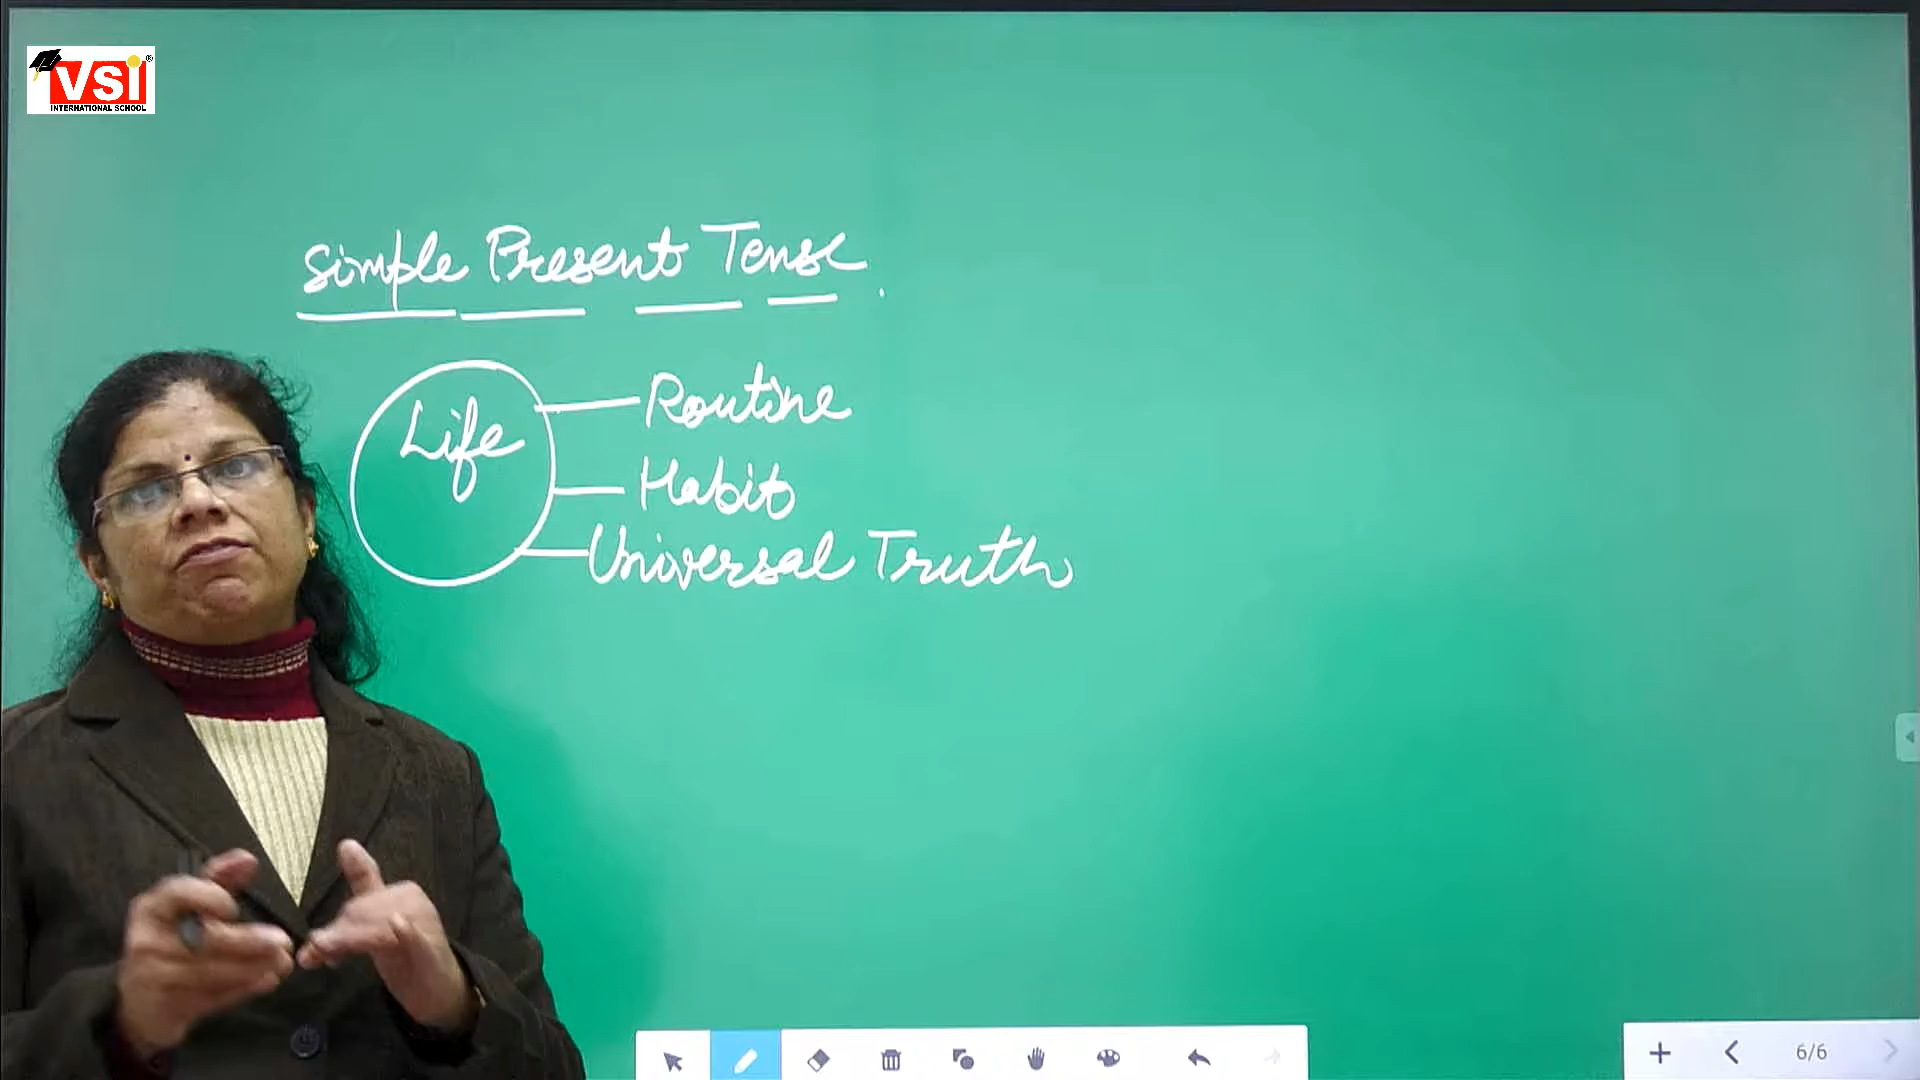 VSI®
INTERNATIONAL SCHOOL
Simple Present Tense.
Life
Routine
Habit
Universal Truth
6/6